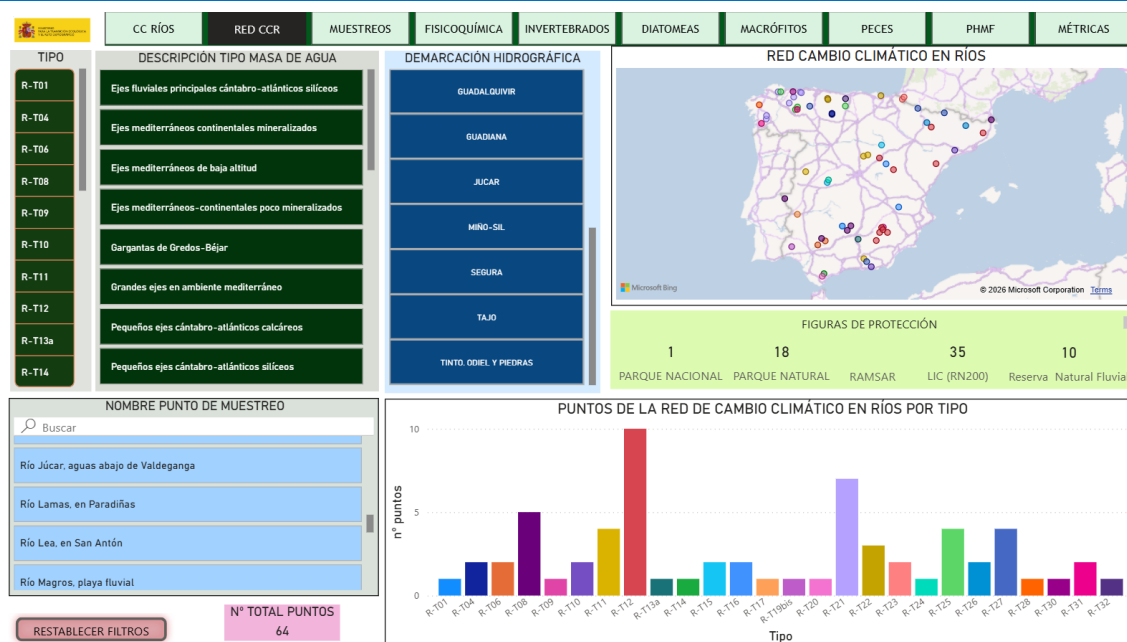 CC RÍOS
RED CCR
MUESTREOS
FISICOQUÍMICA
INVERTEBRADOS
DIATOMEAS
MACRÓFITOS
PECES
PHMF
MÉTRICAS
TIPO
R-T01
R-T04
R-T06
R-T08
R-T09
R-T10
R-T11
R-T12
R-T13a
R-T14
DESCRIPCIÓN TIPO MASA DE AGUA
Ejes fluviales principales cántabro-atlánticos silíceos
Ejes mediterráneos continentales mineralizados
Ejes mediterráneos de baja altitud
Ejes mediterráneos-continentales poco mineralizados
Gargantas de Gredos-Béjar
Grandes ejes en ambiente mediterráneo
Pequeños ejes cántabro-atlánticos calcáreos
Pequeños ejes cántabro-atlánticos silíceos
DEMARCACIÓN HIDROGRÁFICA
GUADALQUIVIR
GUADIANA
JUCAR
MIÑO-SIL
SEGURA
TAJO
TINTO, ODIEL Y PIEDRAS
RED CAMBIO CLIMÁTICO EN RÍOS
Microsoft Bing
© 2026 Microsoft Corporation Terms
FIGURAS DE PROTECCIÓN
1 18 35 10
PARQUE NACIONAL PARQUE NATURAL RAMSAR LIC (RN200) Reserva Natural Fluvia
NOMBRE PUNTO DE MUESTREO
Buscar
Río Júcar, aguas abajo de Valdeganga
Río Lamas, en Paradiñas
Río Lea, en San Antón
Río Magros, playa fluvial
RESTABLECER FILTROS
Nº TOTAL PUNTOS
64
PUNTOS DE LA RED DE CAMBIO CLIMÁTICO EN RÍOS POR TIPO
nº puntos
10
5
0
R-T01 R-T04 R-T06 R-T08 R-T09 R-T10 R-T11 R-T12 R-T13a R-T14 R-T15 R-T16 R-T17 R-T19bis R-T20 R-T21 R-T22 R-T23 R-T24 R-T25 R-T26 R-T27 R-T28 R-T30 R-T31 R-T32
Tipo